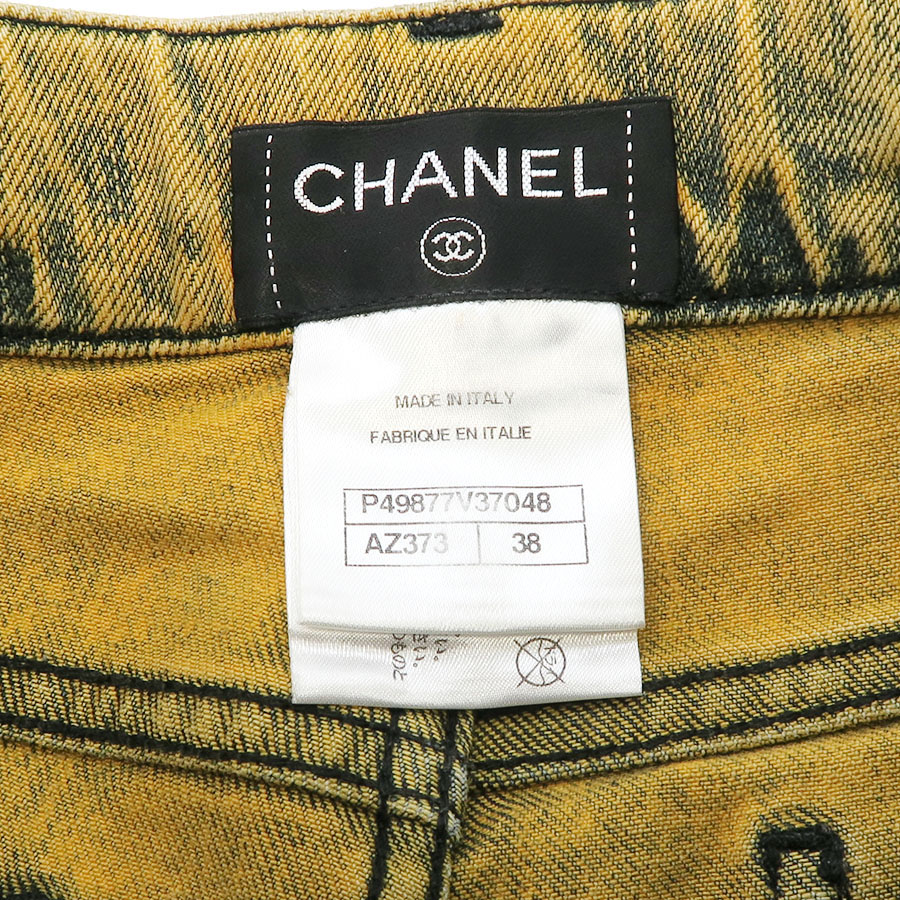 CHANEL
MADE IN ITALY
FABRIQUE EN ITALIE
P49877V37048
AZ373 38